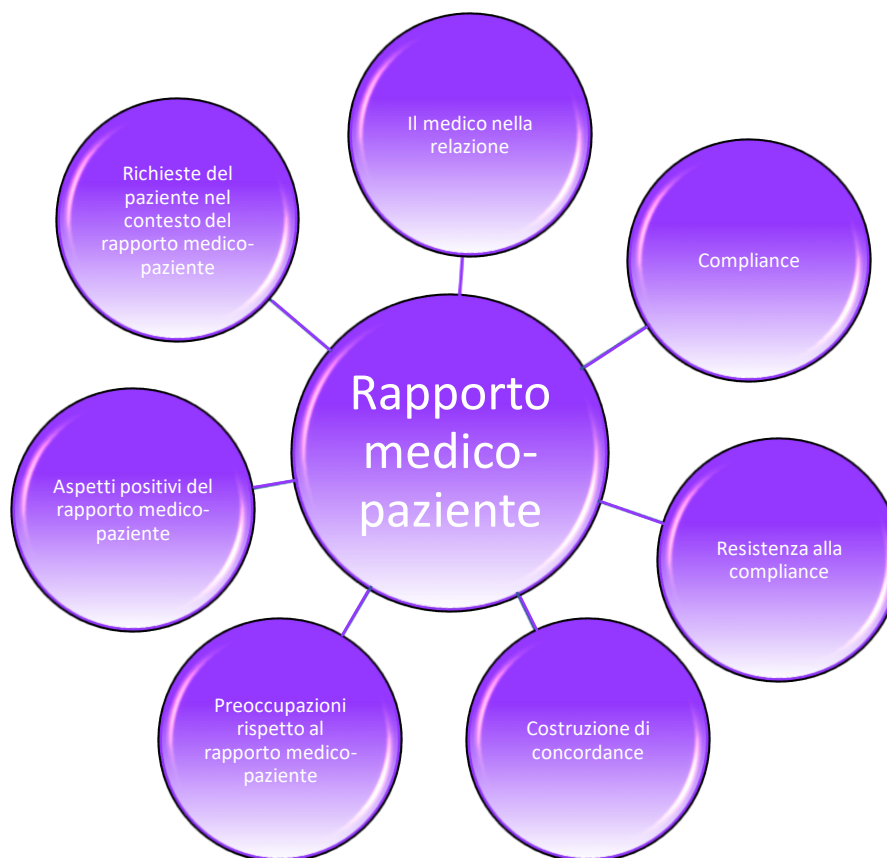 Il medico nella
relazione
Richieste del
paziente nel
contesto del
rapporto medico-
paziente
Compliance
Rapporto
medico-
paziente
Aspetti positivi del
rapporto medico-
paziente
Resistenza alla
compliance
Preoccupazioni
rispetto al
rapporto medico-
paziente
Costruzione di
concordance